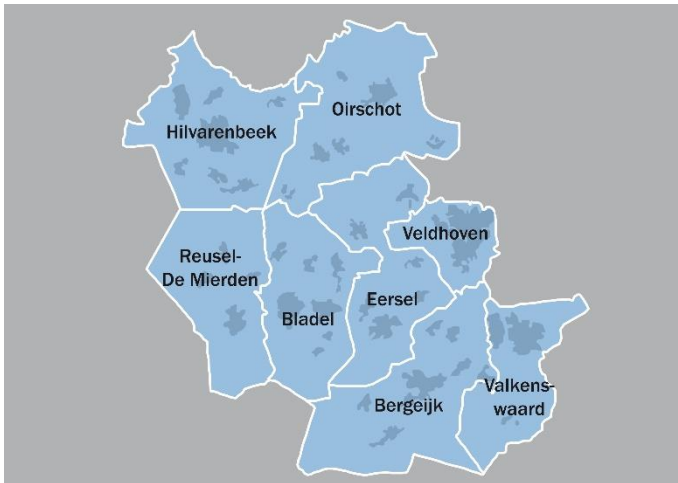 Oirschot
Hilvarenbeek
Veldhoven
Reusel-
De Mierden
Eersel
Bladel
Valkens-
waard
Bergeijk